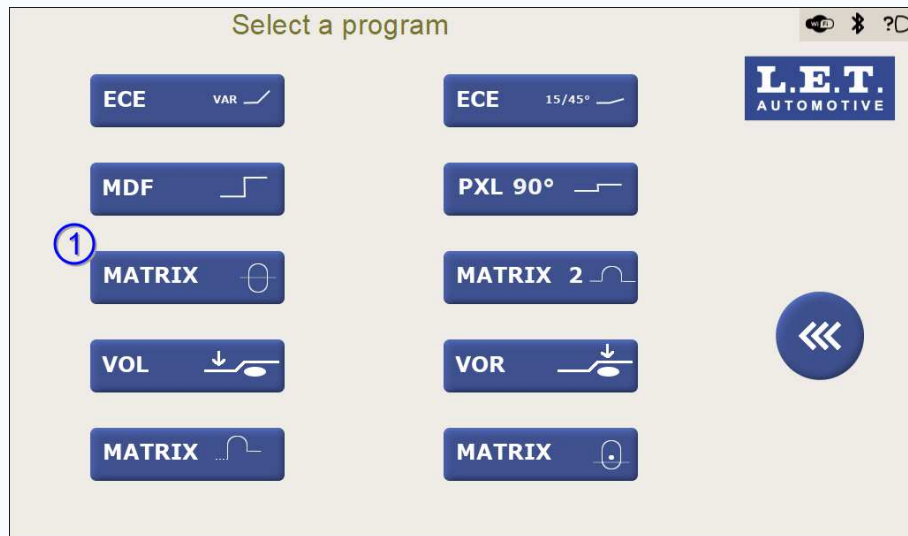 Select a program
WiFi ?
L.E.T.
AUTOMOTIVE
ECE VAR
ECE 15/45°
MDF
PXL 90°
1
MATRIX
MATRIX 2
VOL
VOR
MATRIX
MATRIX